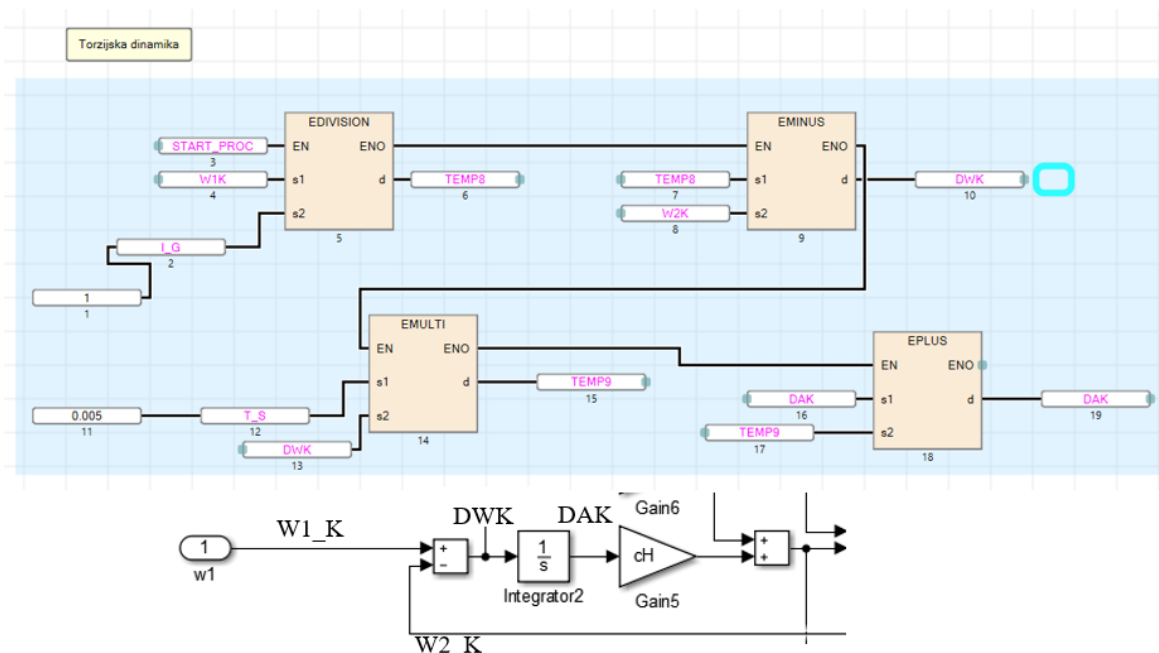 Torzijska dinamika
EDIVISION
EMINUS
START_PROC
EN
ENO
EN
ENO
3
W1K
s1
d
TEMP8
TEMP8
s1
d
DWK
4
6
7
10
s2
W2K
s2
8
5
9
I_G
2
1
1
EMULTI
EN
ENO
EPLUS
EN
ENO
s1
d
TEMP9
15
DAK
s1
d
DAK
16
19
0.005
T_S
s2
11
12
TEMP9
s2
17
DWK
13
14
18
Gain6
W1_K
DWK
DAK
1
w1
+
−
1
s
cH
+
+
Integrator2
Gain5
W2_K